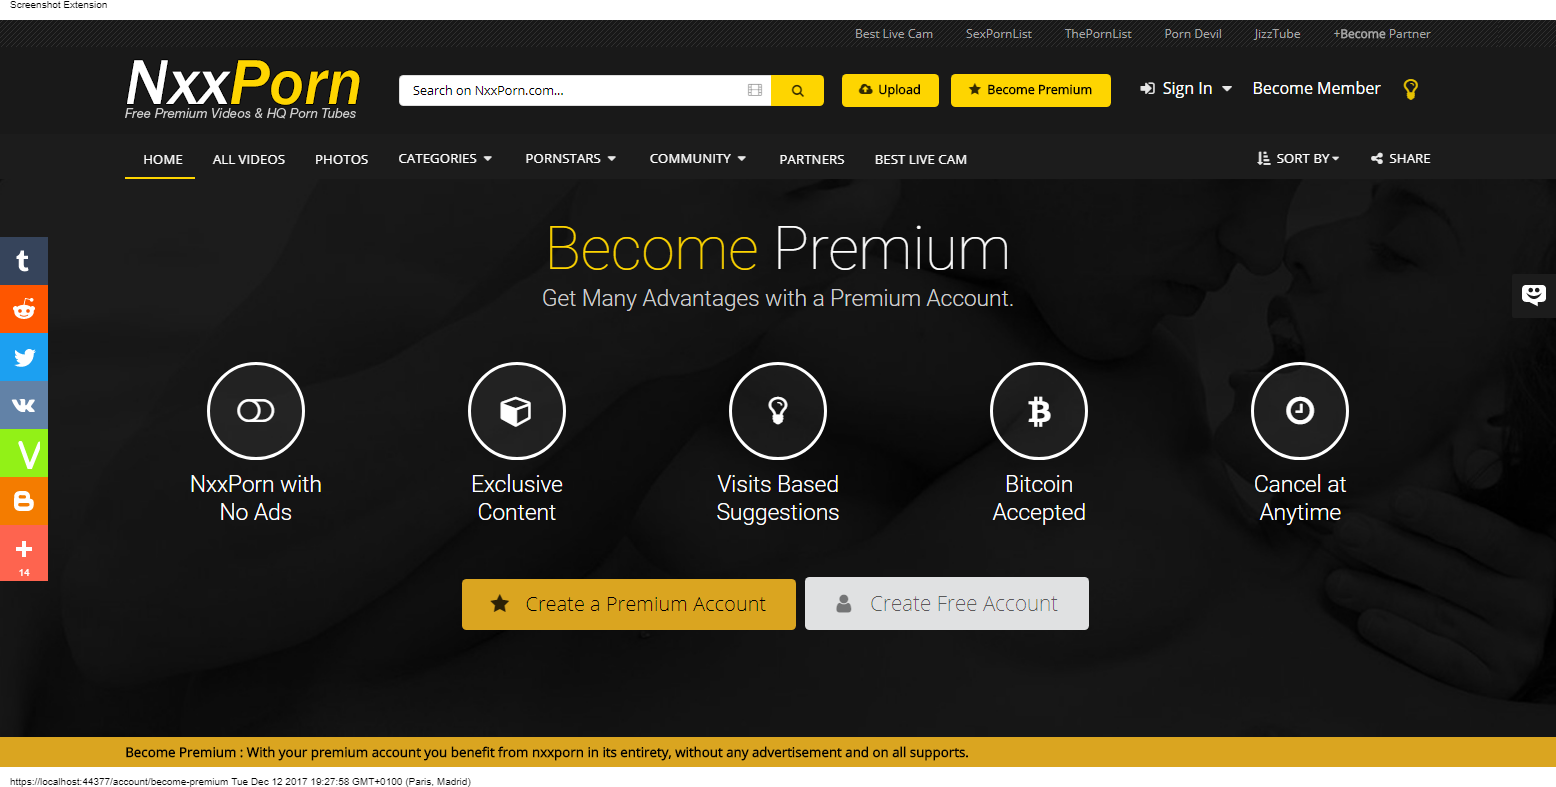 Screenshot Extension
Best Live Cam SexPornList ThePornList Porn Devil JizzTube +Become Partner
NxxPorn
Free Premium Videos & HQ Porn Tubes
Search on NxxPorn.com...
Upload
Become Premium
Sign In
Become Member
HOME ALL VIDEOS PHOTOS CATEGORIES PORNSTARS COMMUNITY PARTNERS BEST LIVE CAM SORT BY SHARE
Become Premium
Get Many Advantages with a Premium Account.
NxxPorn with
No Ads
Exclusive
Content
Visits Based
Suggestions
Bitcoin
Accepted
Cancel at
Anytime
14
Create a Premium Account
Create Free Account
Become Premium : With your premium account you benefit from nxxporn in its entirety, without any advertisement and on all supports.
https://localhost:44377/account/become-premium Tue Dec 12 2017 19:27:58 GMT+0100 (Paris, Madrid)